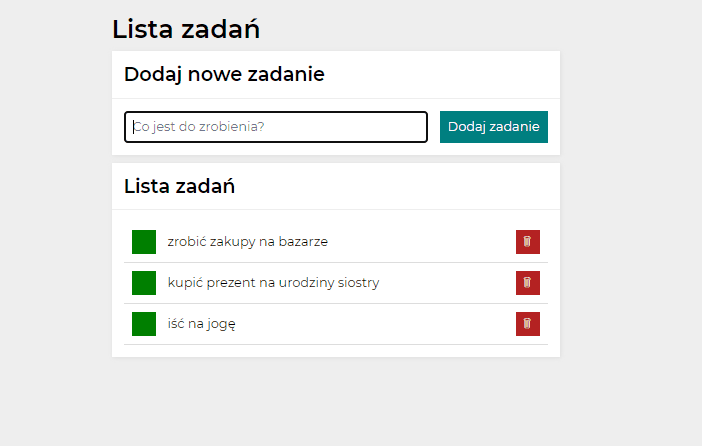 Lista zadań
Dodaj nowe zadanie
Co jest do zrobienia?
Dodaj zadanie
Lista zadań
zrobić zakupy na bazarze
kupić prezent na urodziny siostry
iść na jogę